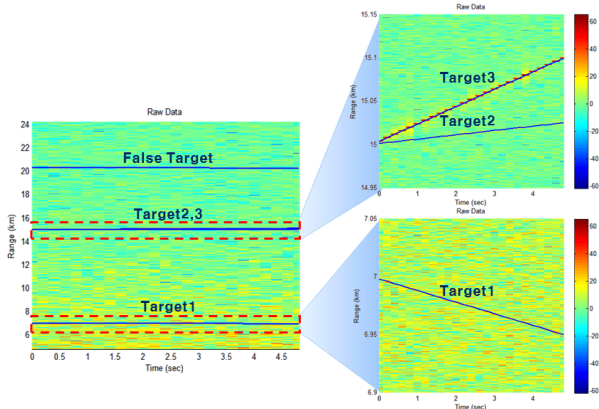 Raw Data
Range (km)
24
22
20
18
16
14
12
10
8
6
False Target
Target2,3
Target1
0 0.5 1 1.5 2 2.5 3 3.5 4 4.5
Time (sec)
Raw Data
Range (km)
15.15
15.1
15.05
15
14.95
Target3
Target2
0 1 2 3 4
Time (sec)
60
40
20
0
-20
-40
-60
Raw Data
Range (km)
7.05
7
6.95
6.9
Target1
0 1 2 3 4
Time (sec)
60
40
20
0
-20
-40
-60